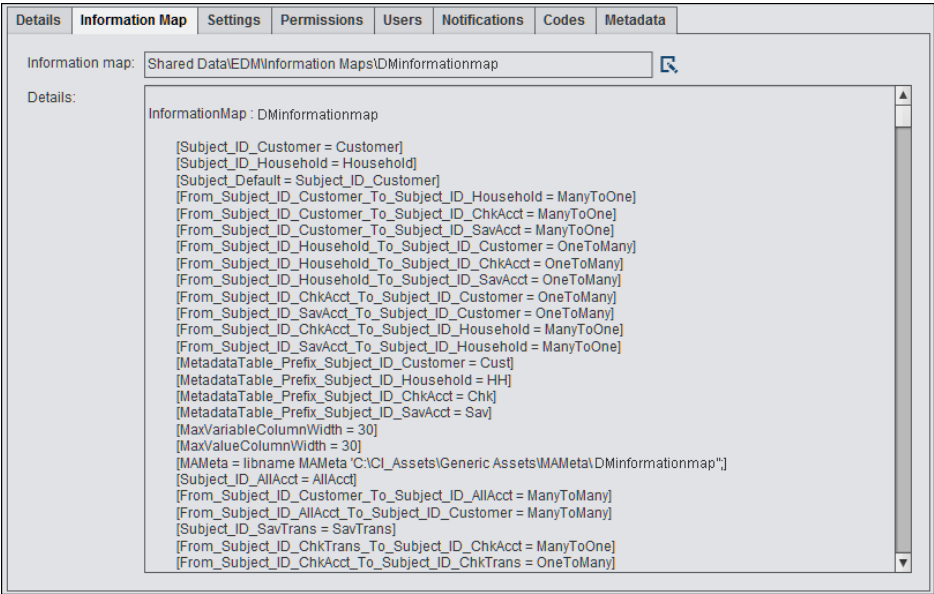 Details Information Map Settings Permissions Users Notifications Codes Metadata
Information map: Shared Data\EDM\Information Maps\DMinformationmap
Details:
InformationMap : DMinformationmap
[Subject_ID_Customer = Customer]
[Subject_ID_Household = Household]
[Subject_Default = Subject_ID_Customer]
[From_Subject_ID_Customer_To_Subject_ID_Household = ManyToOne]
[From_Subject_ID_Customer_To_Subject_ID_ChkAcct = ManyToOne]
[From_Subject_ID_Customer_To_Subject_ID_SavAcct = ManyToOne]
[From_Subject_ID_Household_To_Subject_ID_Customer = OneToMany]
[From_Subject_ID_Household_To_Subject_ID_ChkAcct = OneToMany]
[From_Subject_ID_Household_To_Subject_ID_SavAcct = OneToMany]
[From_Subject_ID_ChkAcct_To_Subject_ID_Customer = OneToMany]
[From_Subject_ID_SavAcct_To_Subject_ID_Customer = OneToMany]
[From_Subject_ID_ChkAcct_To_Subject_ID_Household = ManyToOne]
[From_Subject_ID_SavAcct_To_Subject_ID_Household = ManyToOne]
[MetadataTable_Prefix_Subject_ID_Customer = Cust]
[MetadataTable_Prefix_Subject_ID_Household = HH]
[MetadataTable_Prefix_Subject_ID_ChkAcct = Chk]
[MetadataTable_Prefix_Subject_ID_SavAcct = Sav]
[MaxVariableColumnWidth = 30]
[MaxValueColumnWidth = 30]
[MAMeta = libname MAMeta 'C:\CI_Assets\Generic Assets\MAMeta\DMinformationmap";]
[Subject_ID_AllAcct = AllAcct]
[From_Subject_ID_Customer_To_Subject_ID_AllAcct = ManyToMany]
[From_Subject_ID_AllAcct_To_Subject_ID_Customer = ManyToMany]
[Subject_ID_SavTrans = SavTrans]
[From_Subject_ID_ChkTrans_To_Subject_ID_ChkAcct = ManyToOne]
[From_Subject_ID_ChkAcct_To_Subject_ID_ChkTrans = OneToMany]